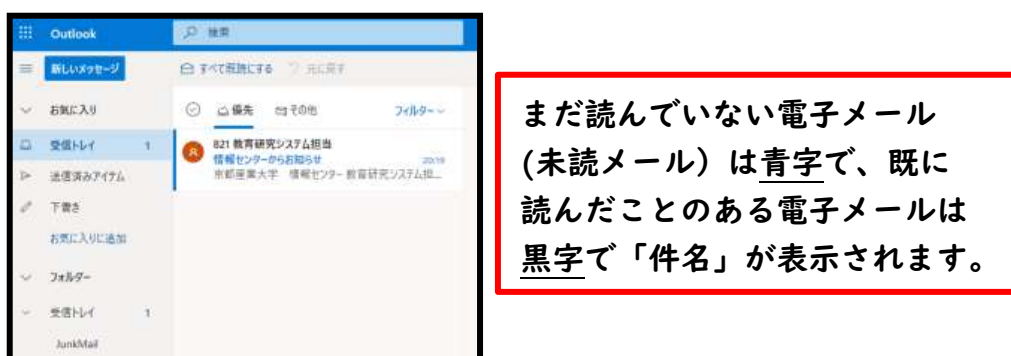 Outlook
検索
新しいメッセージ
すべて既読にする 元に戻す
お気に入り
優先 その他 フィルター
受信トレイ 1
821 教育研究システム担当
情報センターからお知らせ 20:19
京都産業大学 情報センター 教育研究システム担...
送信済みアイテム
下書き
お気に入りに追加
フォルダー
受信トレイ 1
JunkMail
まだ読んでいない電子メール
(未読メール）は青字で、既に
読んだことのある電子メールは
黒字で「件名」が表示されます。